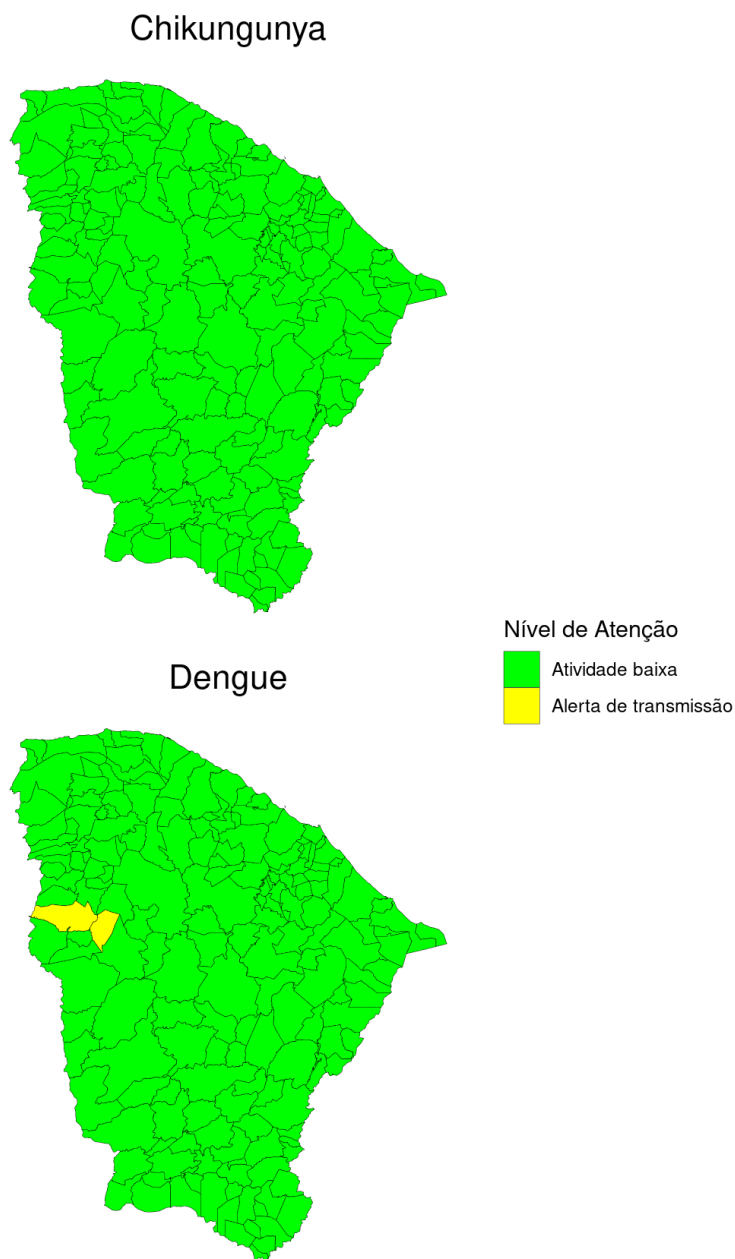 Chikungunya
Nível de Atenção
Atividade baixa
Alerta de transmissão
Dengue